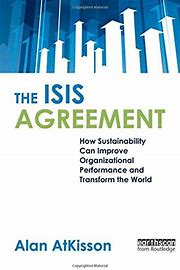 THE ISIS
AGREEMENT
How Sustainability
Can Improve
Organizational
Performance and
Transform the World
Alan AtKisson
earthscan
from Routledge